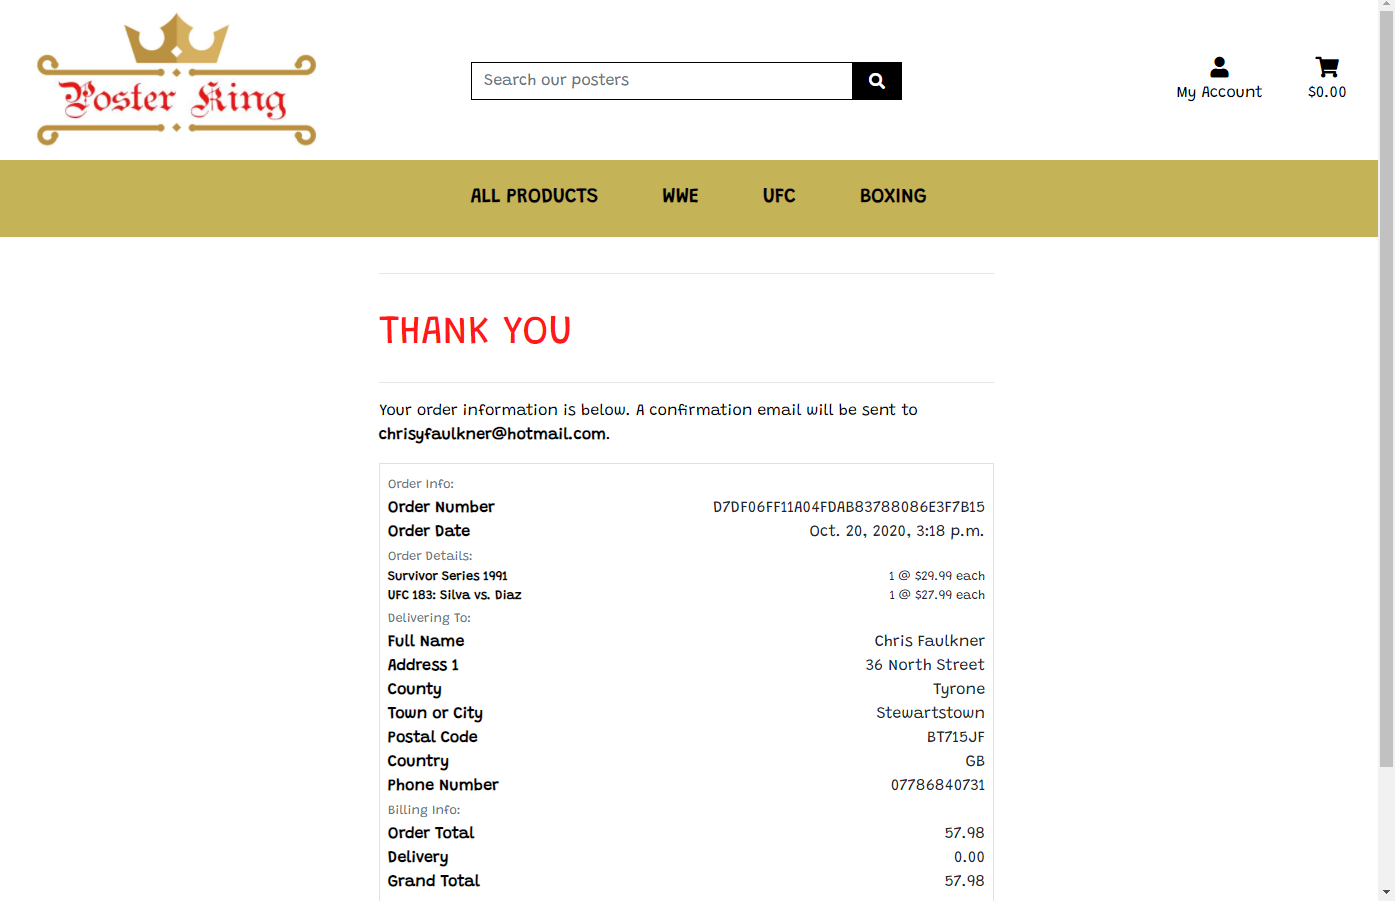 Poster King
Search our posters
My Account
$0.00
ALL PRODUCTS WWE UFC BOXING
THANK YOU
Your order information is below. A confirmation email will be sent to
chrisyfaulkner@hotmail.com.
Order Info:
Order Number D7DF06FF11A04FDAB83788086E3F7B15
Order Date Oct. 20, 2020, 3:18 p.m.
Order Details:
Survivor Series 1991 1 @ $29.99 each
UFC 183: Silva vs. Diaz 1 @ $27.99 each
Delivering To:
Full Name Chris Faulkner
Address 1 36 North Street
County Tyrone
Town or City Stewartstown
Postal Code BT715JF
Country GB
Phone Number 07786840731
Billing Info:
Order Total 57.98
Delivery 0.00
Grand Total 57.98